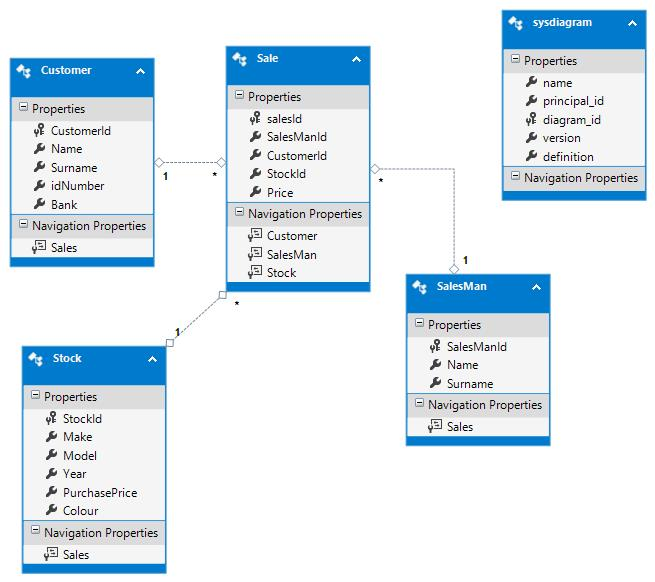 Customer
Properties
CustomerId
Name
Surname
idNumber
Bank
Navigation Properties
Sales
1
*
Sale
Properties
salesId
SalesManId
CustomerId
StockId
Price
Navigation Properties
Customer
SalesMan
Stock
*
1
*
1
sysdiagram
Properties
name
principal_id
diagram_id
version
definition
Navigation Properties
SalesMan
Properties
SalesManId
Name
Surname
Navigation Properties
Sales
Stock
Properties
StockId
Make
Model
Year
PurchasePrice
Colour
Navigation Properties
Sales